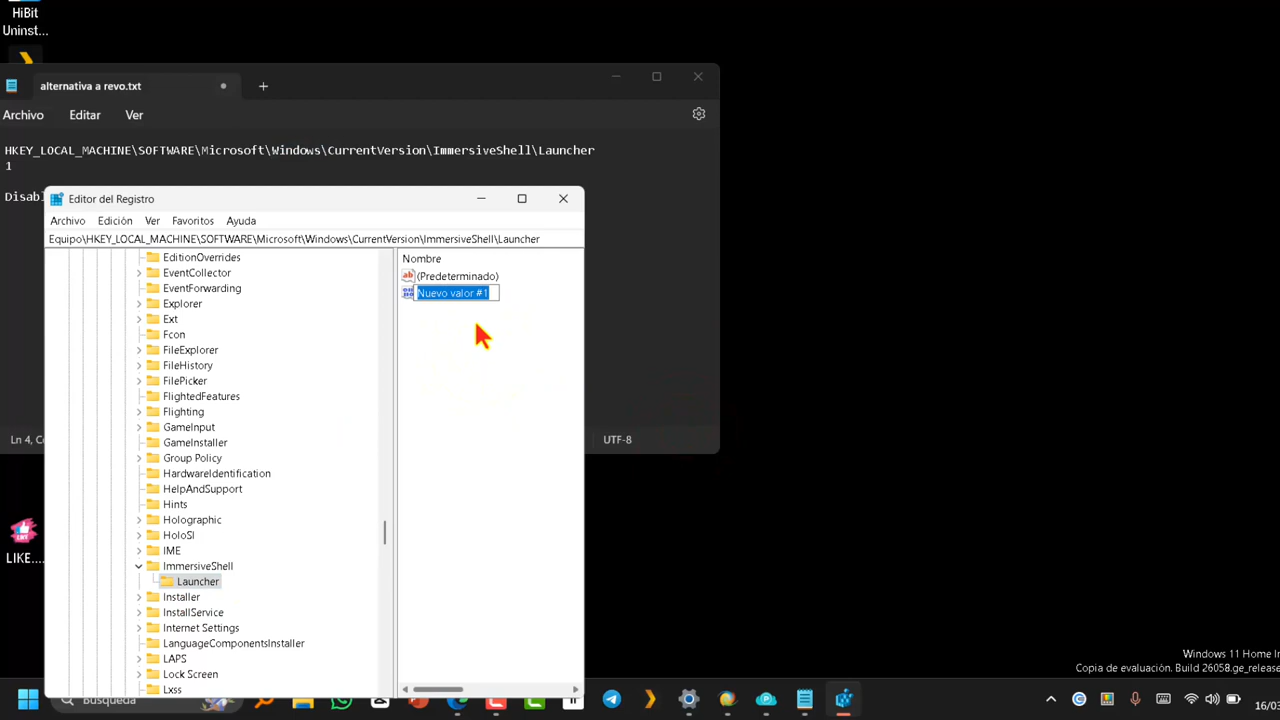 HiBit
Uninst...
alternativa a revo.txt
Archivo Editar Ver
HKEY_LOCAL_MACHINE\SOFTWARE\Microsoft\Windows\CurrentVersion\ImmersiveShell\Launcher
1
Disabl
Editor del Registro
Archivo Edición Ver Favoritos Ayuda
Equipo\HKEY_LOCAL_MACHINE\SOFTWARE\Microsoft\Windows\CurrentVersion\ImmersiveShell\Launcher
EditionOverrides
EventCollector
EventForwarding
Explorer
Ext
Fcon
FileExplorer
FileHistory
FilePicker
FlightedFeatures
Flighting
GameInput
GameInstaller
Group Policy
HardwareIdentification
HelpAndSupport
Hints
Holographic
HoloSI
IME
ImmersiveShell
Launcher
Installer
InstallService
Internet Settings
LanguageComponentsInstaller
LAPS
Lock Screen
Lxss
Nombre
(Predeterminado)
Nuevo valor #1
Ln 4, C
UTF-8
LIKE....
Windows 11 Home In
Copia de evaluación. Build 26058.ge_release
Búsqueda
16/03